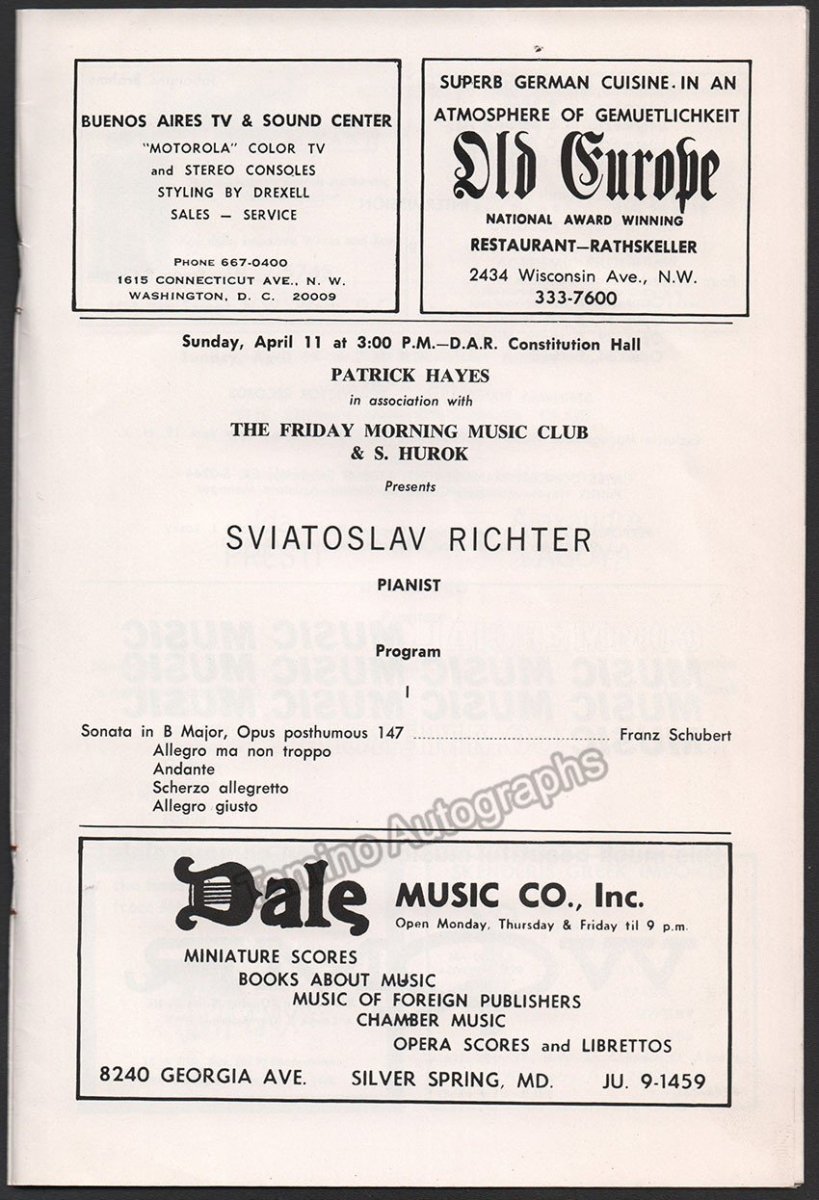 BUENOS AIRES TV & SOUND CENTER
"MOTOROLA" COLOR TV
and STEREO CONSOLES
STYLING BY DREXELL
SALES — SERVICE
PHONE 667-0400
1615 CONNECTICUT AVE., N. W.
WASHINGTON, D. C. 20009
SUPERB GERMAN CUISINE IN AN
ATMOSPHERE OF GEMUETLICHKEIT
Old Europe
NATIONAL AWARD WINNING
RESTAURANT—RATHSKELLER
2434 Wisconsin Ave., N.W.
333-7600
Sunday, April 11 at 3:00 P.M.—D.A.R. Constitution Hall
PATRICK HAYES
in association with
THE FRIDAY MORNING MUSIC CLUB
& S. HUROK
Presents
SVIATOSLAV RICHTER
PIANIST
Program
I
Sonata in B Major, Opus posthumous 147 ........ Franz Schubert
Allegro ma non troppo
Andante
Scherzo allegretto
Allegro giusto
Tamino Autographs
Dale MUSIC CO., Inc.
Open Monday, Thursday & Friday til 9 p.m.
MINIATURE SCORES
BOOKS ABOUT MUSIC
MUSIC OF FOREIGN PUBLISHERS
CHAMBER MUSIC
OPERA SCORES and LIBRETTOS
8240 GEORGIA AVE. SILVER SPRING, MD. JU. 9-1459